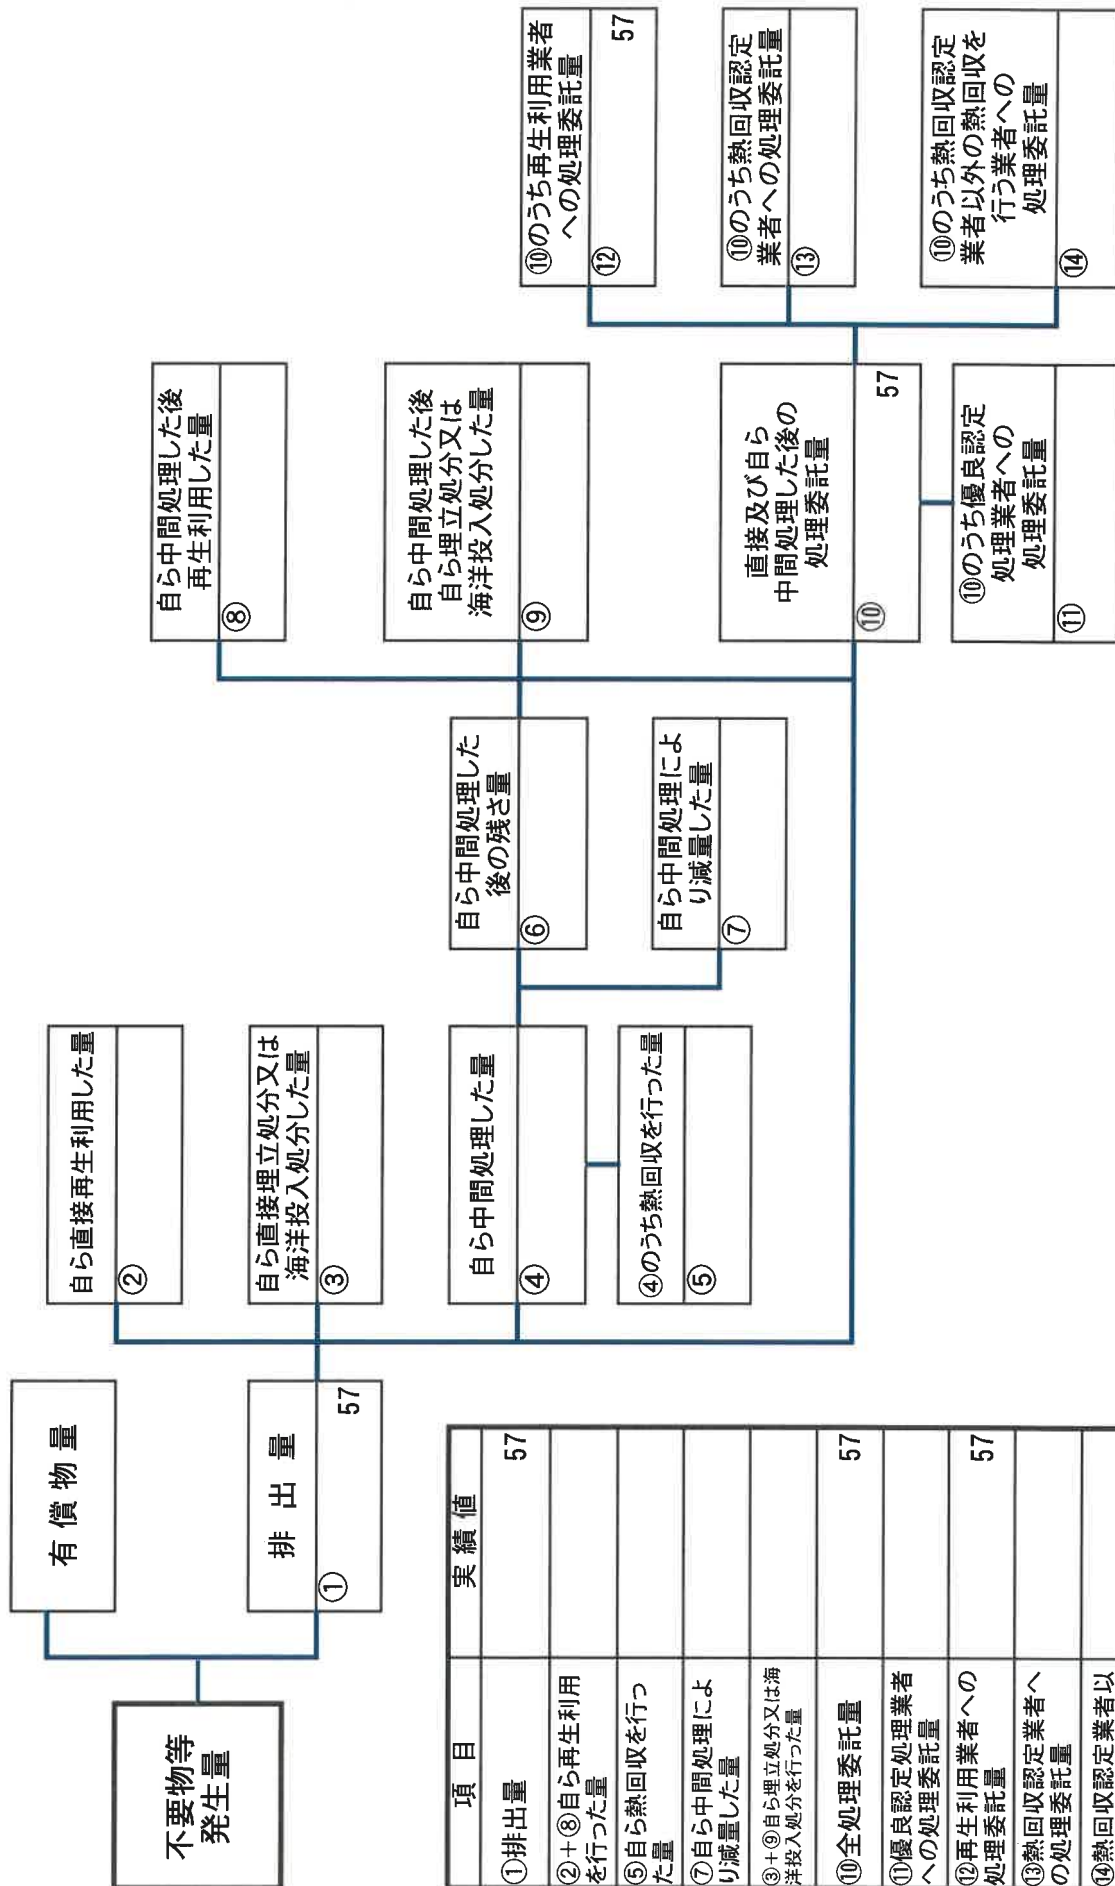 不要物等
発生量
有 償 物 量
排 出 量
①
57
自ら直接再生利用した量
②
自ら直接埋立処分又は
海洋投入処分した量
③
自ら中間処理した量
④
④のうち熱回収を行った量
⑤
自ら中間処理した
後の残さ量
⑥
自ら中間処理によ
り減量した量
⑦
自ら中間処理した後
再生利用した量
⑧
自ら中間処理した後
自ら埋立処分又は
海洋投入処分した量
⑨
直接及び自ら
中間処理した後の
処理委託量
⑩
57
⑩のうち優良認定
処理業者への
処理委託量
⑪
⑩のうち再生利用業者
への処理委託量
⑫
57
⑩のうち熱回収認定
業者への処理委託量
⑬
⑩のうち熱回収認定
業者以外の熱回収を
行う業者への
処理委託量
⑭
項 目 実 績 値
①排出量 57
②+⑧自ら再生利用
を行った量
⑤自ら熱回収を行っ
た量
⑦自ら中間処理によ
り減量した量
③+⑨自ら埋立処分又は海
洋投入処分を行った量
⑩全処理委託量 57
⑪優良認定処理業者
への処理委託量
⑫再生利用業者への
処理委託量 57
⑬熱回収認定業者へ
の処理委託量
⑭熱回収認定業者以